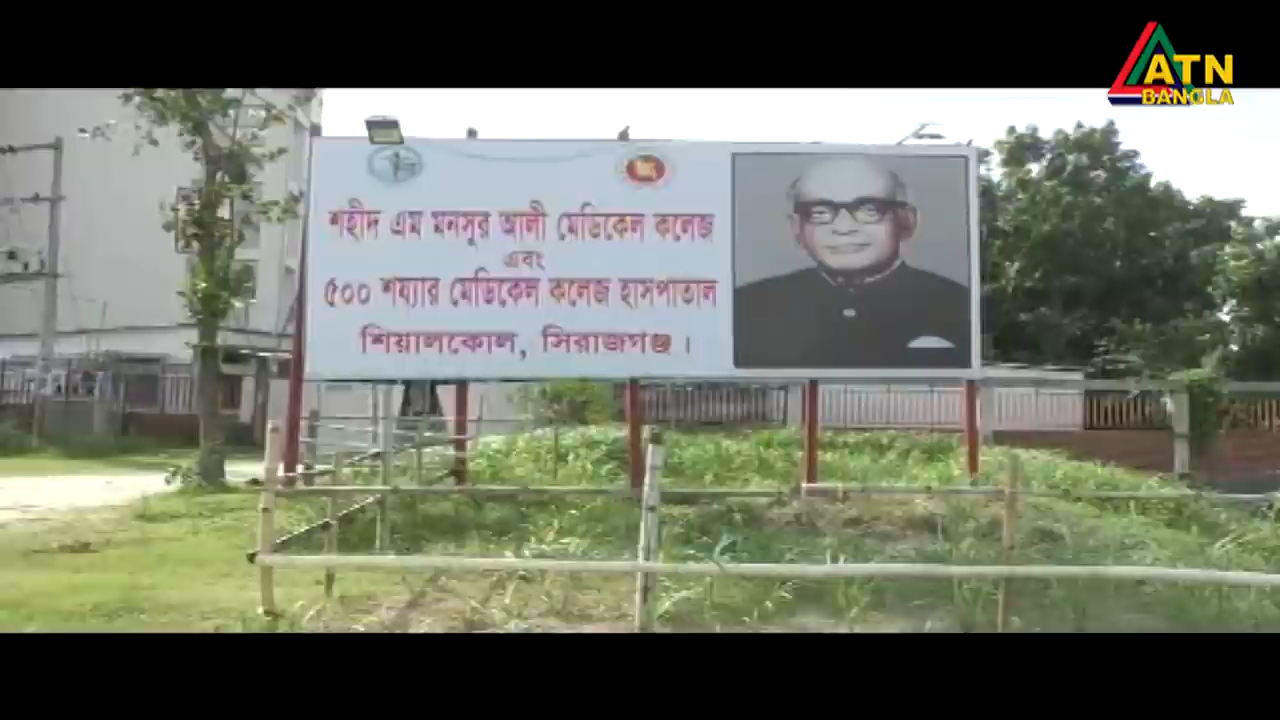 ATN
BANGLA
শহীদ এম মনসুর আলী মেডিকেল কলেজ
এবং
৫০০ শয্যার মেডিকেল কলেজ হাসপাতাল
শিয়ালকোল, সিরাজগঞ্জ।